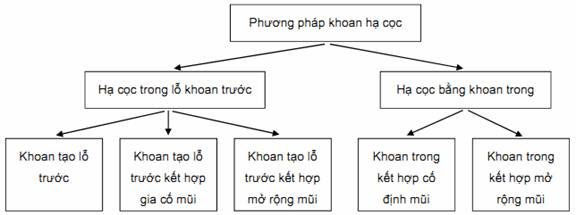 Phương pháp khoan hạ cọc
Hạ cọc trong lỗ khoan trước
Hạ cọc bằng khoan trong
Khoan tạo lỗ
trước
Khoan tạo lỗ
trước kết hợp
gia cố mũi
Khoan tạo lỗ
trước kết hợp
mở rộng mũi
Khoan trong
kết hợp cố
định mũi
Khoan trong
kết hợp mở
rộng mũi